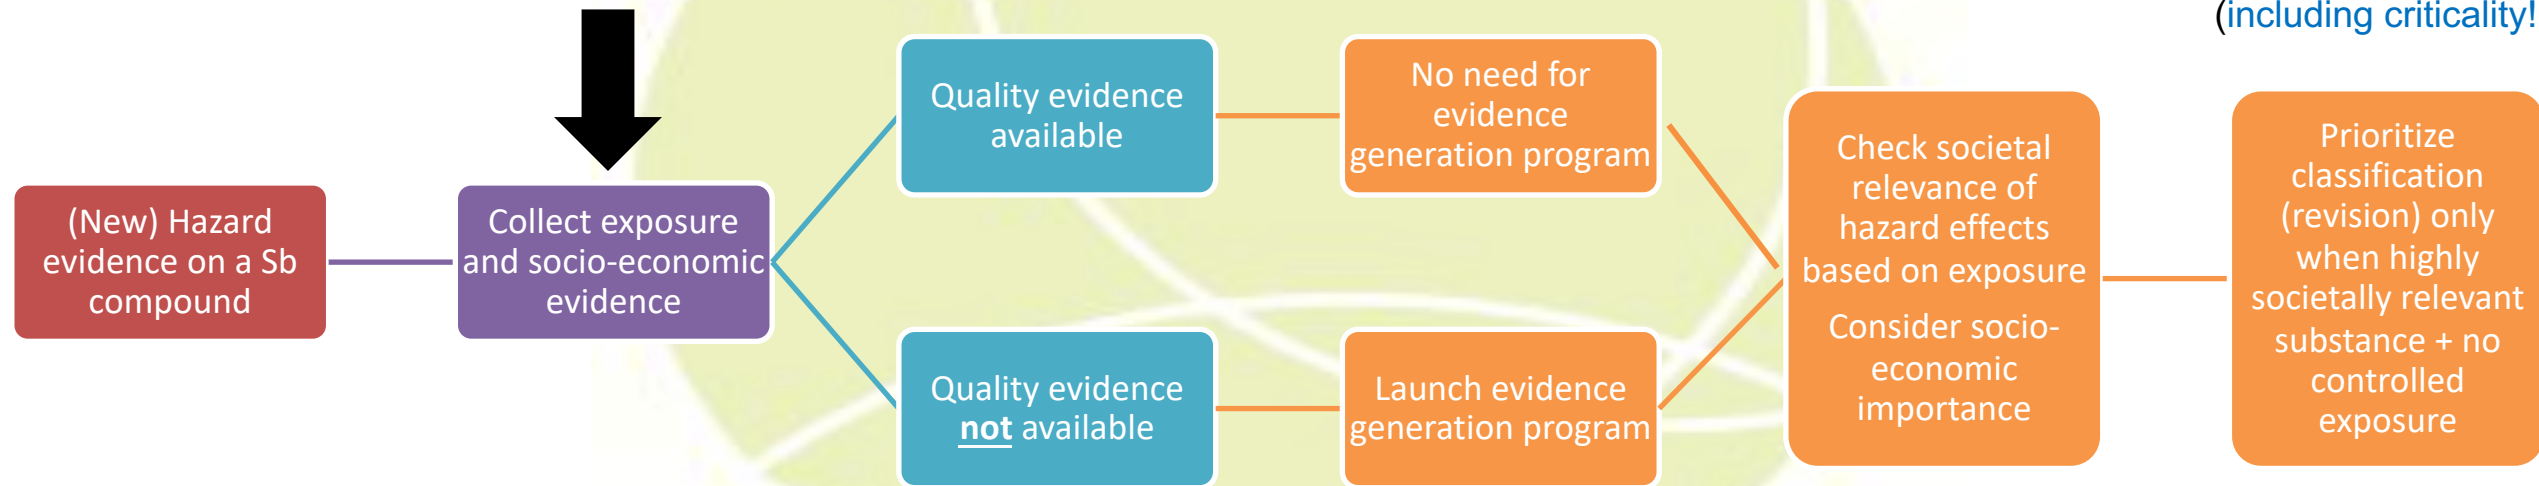 (including criticality!
(New) Hazard
evidence on a Sb
compound
Collect exposure
and socio-economic
evidence
Quality evidence
available
No need for
evidence
generation program
Quality evidence
not available
Launch evidence
generation program
Check societal
relevance of
hazard effects
based on exposure
Consider socio-
economic
importance
Prioritize
classification
(revision) only
when highly
societally relevant
substance + no
controlled
exposure